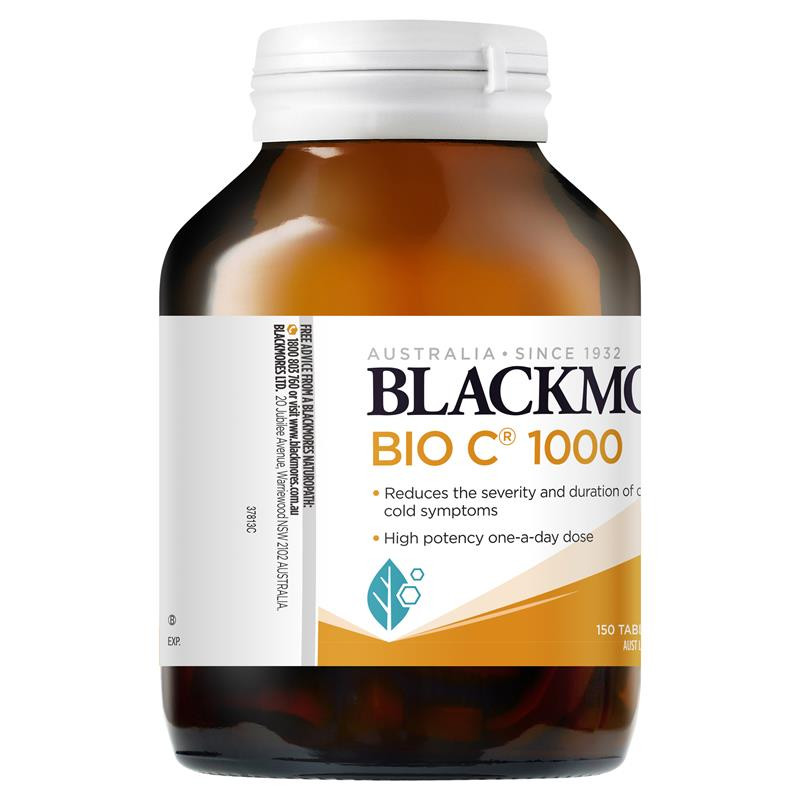 AUSTRALIA • SINCE 1932
BLACKMO
BIO C® 1000
• Reduces the severity and duration of c
cold symptoms
• High potency one-a-day dose
150 TAB
AUST L
FREE ADVICE FROM A BLACKMORES NATUROPATH:
1800 803 760 or visit www.blackmores.com.au
BLACKMORES LTD. 20 Jubilee Avenue, Warriewood NSW 2102 AUSTRALIA.
37813C
B
EXP.